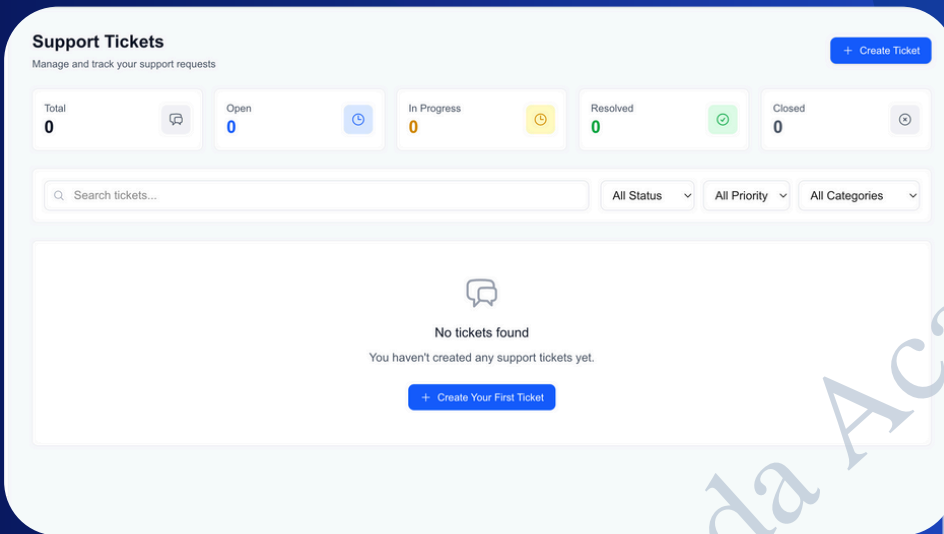 Support Tickets
Manage and track your support requests
Create Ticket
Total
0
Open
0
In Progress
0
Resolved
0
Closed
0
Search tickets...
All Status
All Priority
All Categories
No tickets found
You haven't created any support tickets yet.
Create Your First Ticket